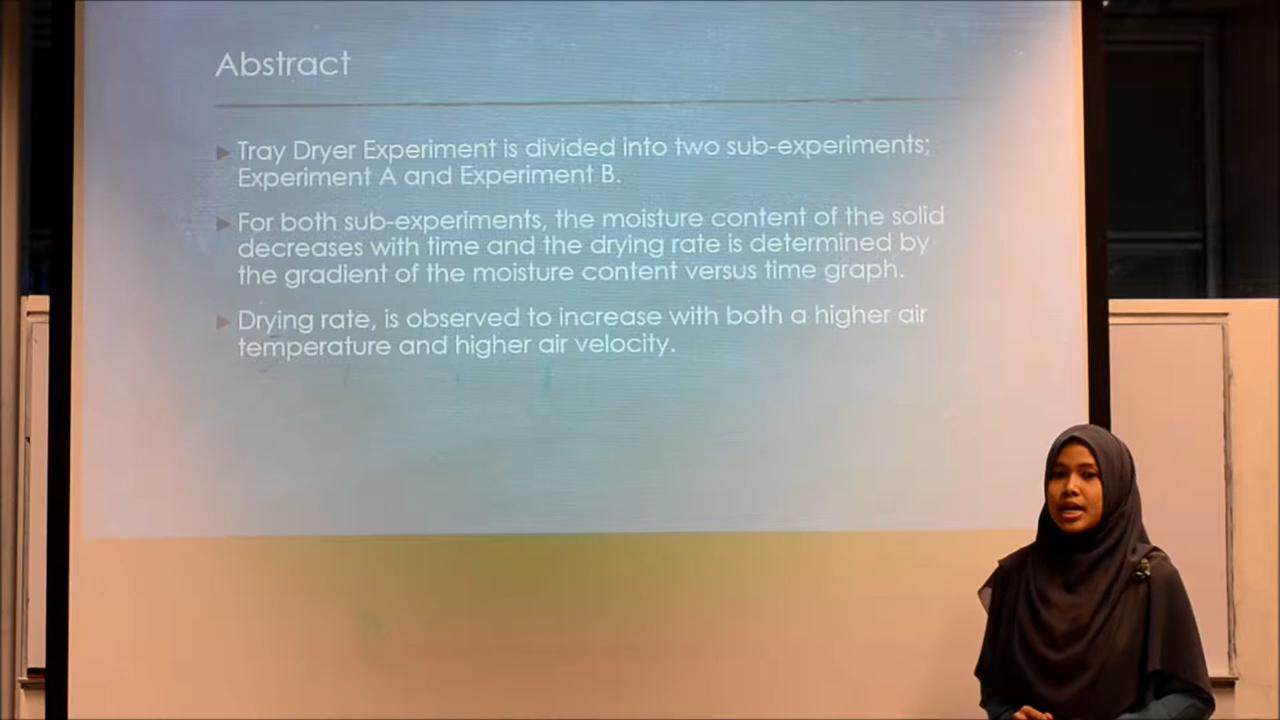 Abstract
Tray Dryer Experiment is divided into two sub-experiments;
Experiment A and Experiment B.
For both sub-experiments, the moisture content of the solid
decreases with time and the drying rate is determined by
the gradient of the moisture content versus time graph.
Drying rate, is observed to increase with both a higher air
temperature and higher air velocity.